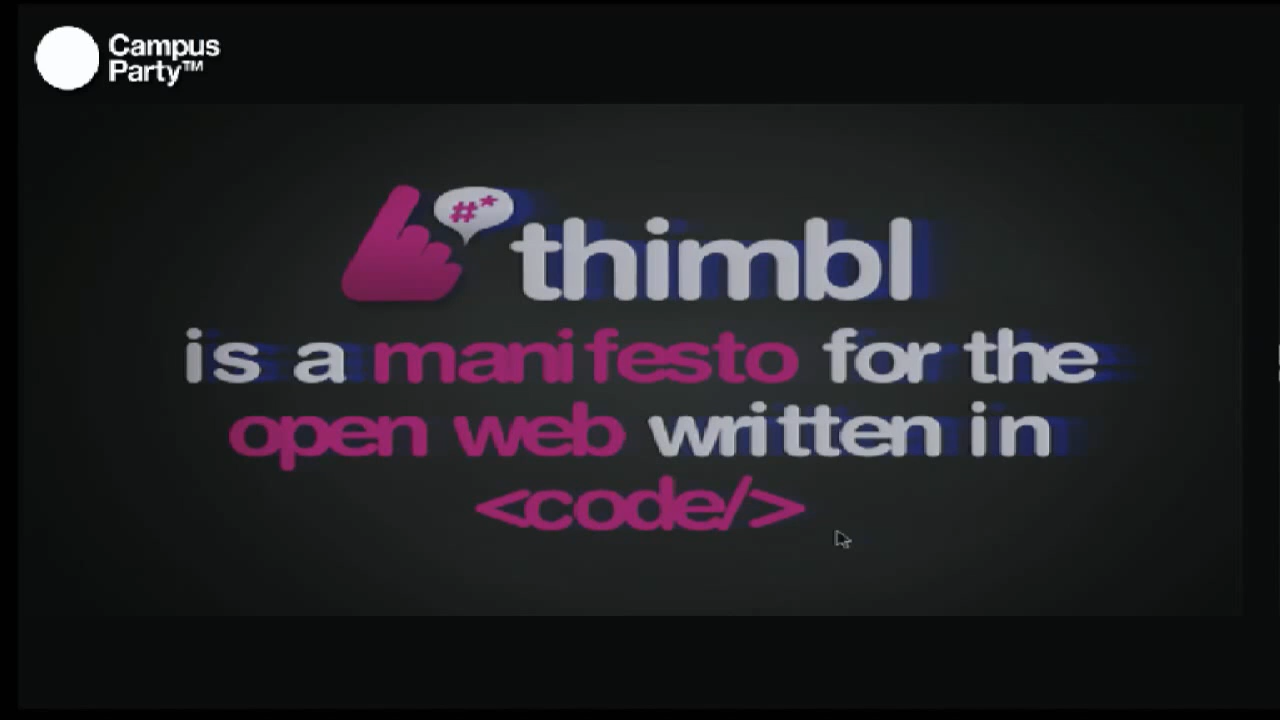 Campus
Party™
#*
thimbl
is a manifesto for the
open web written in
<code/>